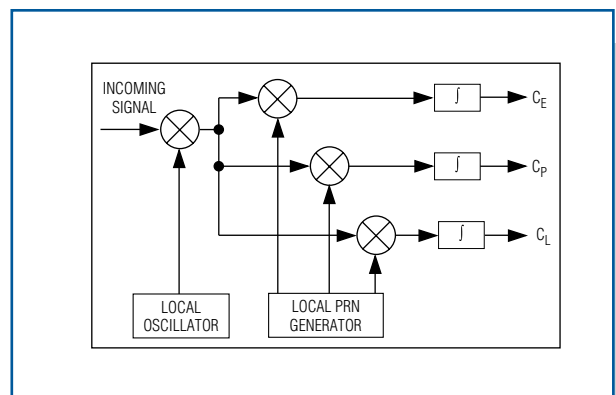 INCOMING
SIGNAL
∫
C_E
∫
C_P
∫
C_L
LOCAL
OSCILLATOR
LOCAL PRN
GENERATOR